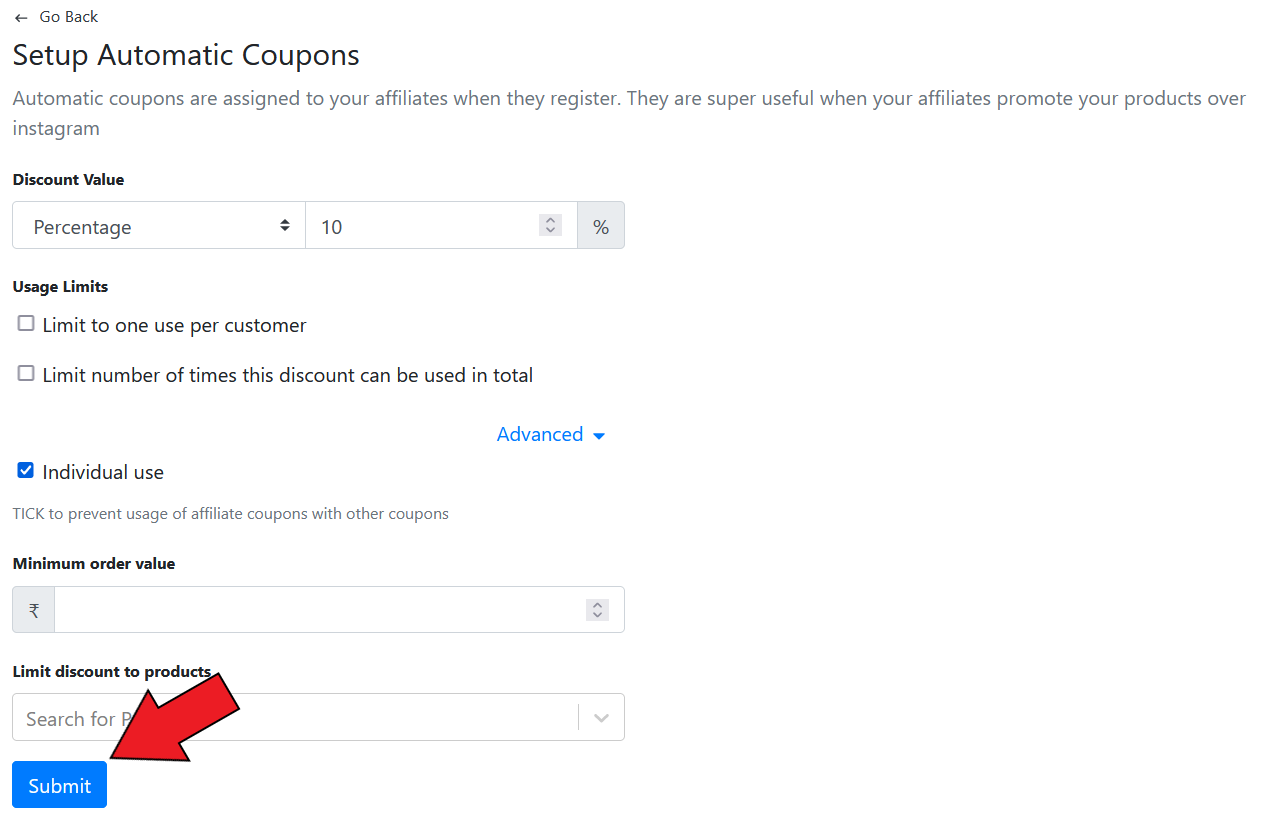 ← Go Back
Setup Automatic Coupons
Automatic coupons are assigned to your affiliates when they register. They are super useful when your affiliates promote your products over
instagram
Discount Value
Percentage 10 %
Usage Limits
Limit to one use per customer
Limit number of times this discount can be used in total
Advanced
Individual use
TICK to prevent usage of affiliate coupons with other coupons
Minimum order value
₹
Limit discount to products
Search for
Submit